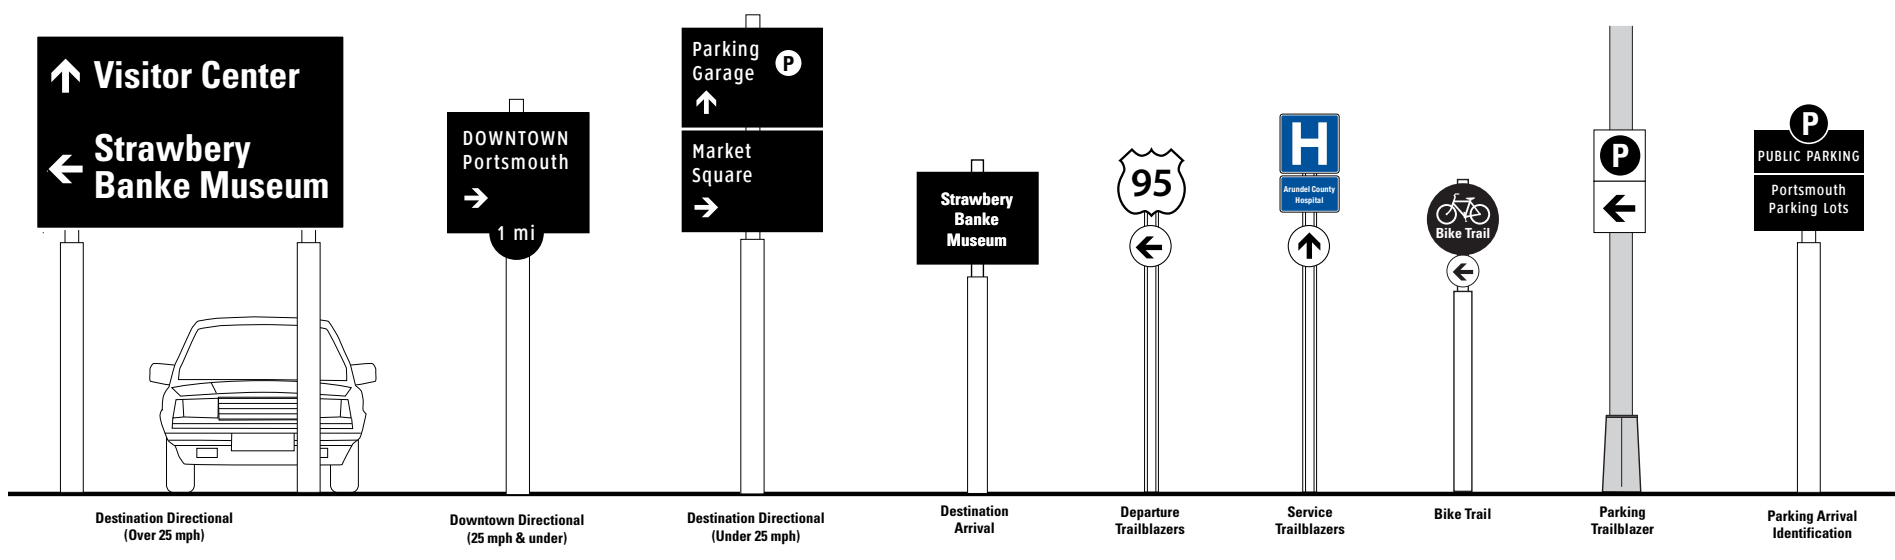 Visitor Center
Strawbery
Banke Museum
DOWNTOWN
Portsmouth
1 mi
Parking
Garage
P
Market
Square
Strawbery
Banke
Museum
95
H
Arundel County
Hospital
Bike Trail
P
P
PUBLIC PARKING
Portsmouth
Parking Lots
Destination Directional
(Over 25 mph)
Downtown Directional
(25 mph & under)
Destination Directional
(Under 25 mph)
Destination
Arrival
Departure
Trailblazers
Service
Trailblazers
Bike Trail
Parking
Trailblazer
Parking Arrival
Identification